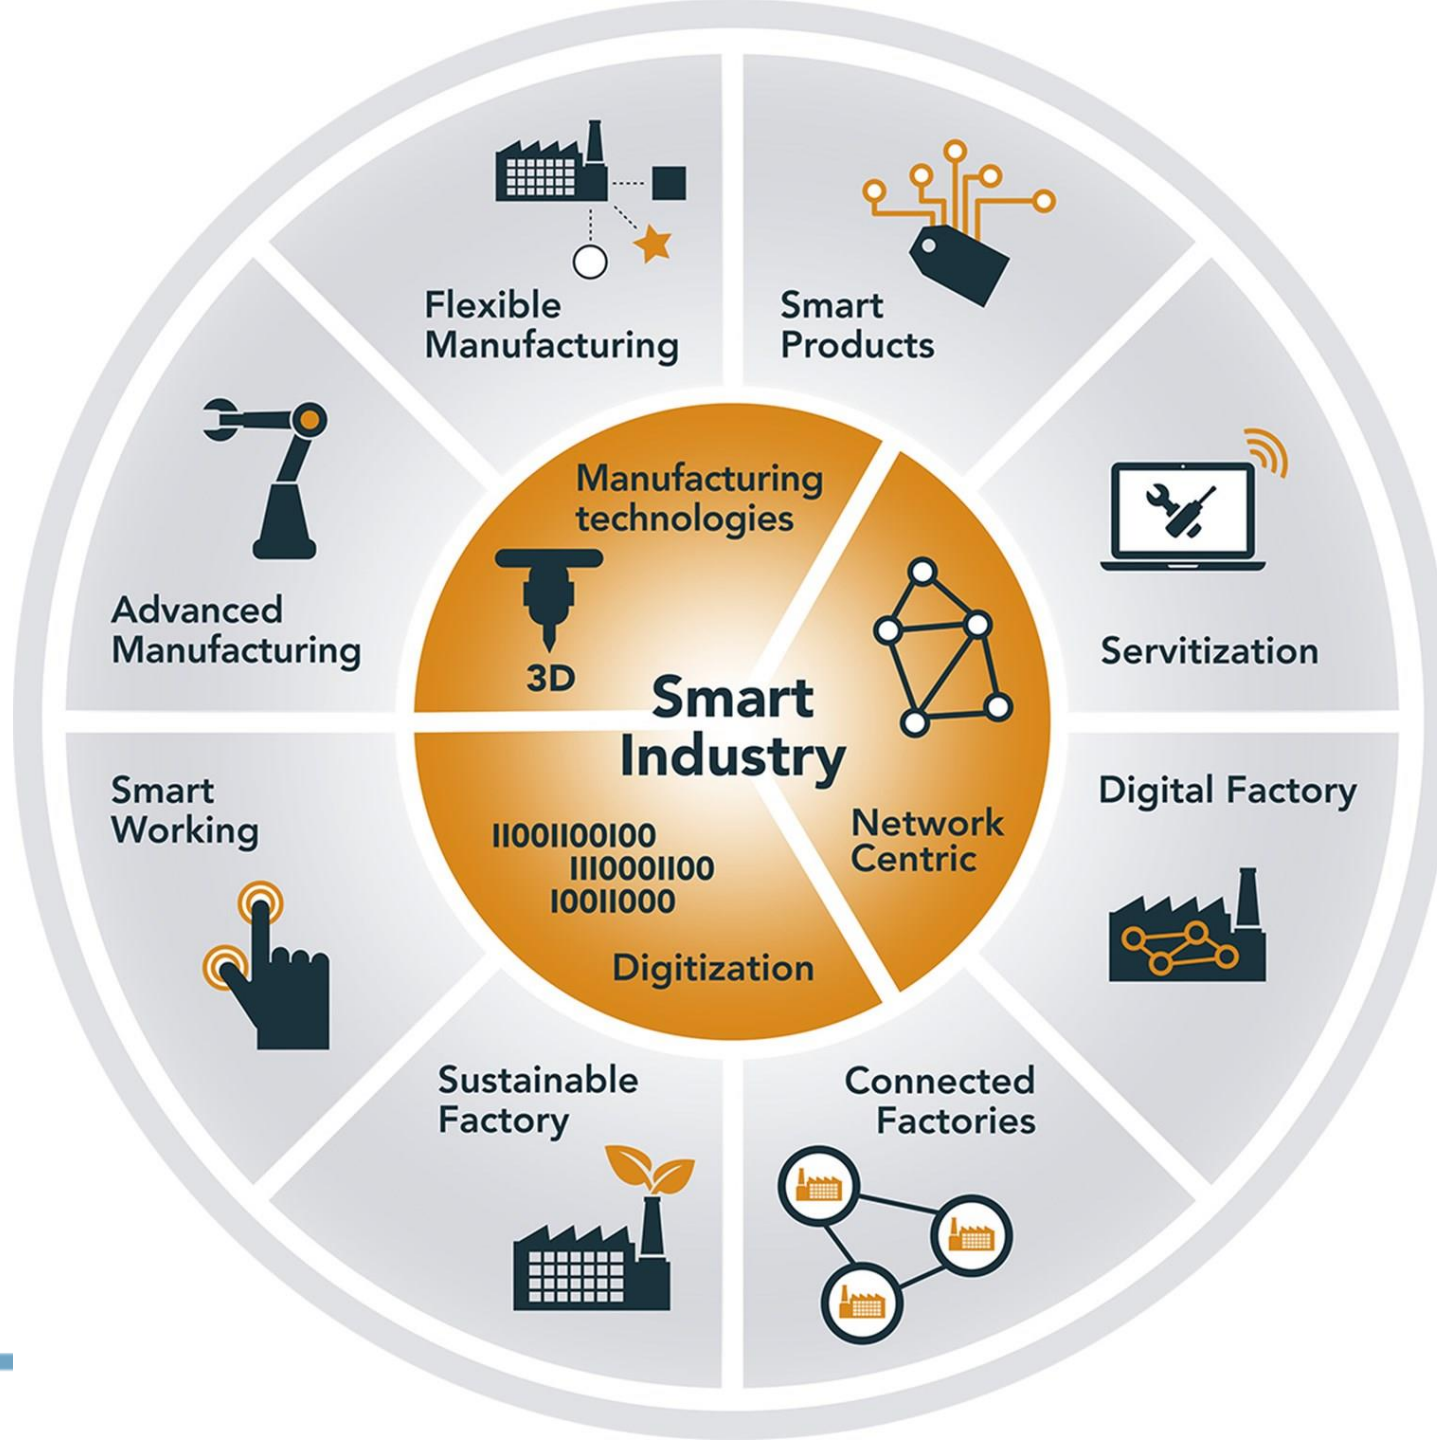 Flexible
Manufacturing
Smart
Products
Advanced
Manufacturing
Servitization
Manufacturing
technologies
3D
Smart
Industry
Network
Centric
IIOOIIOOIOO
IIIOOOIIOO
IOOIIOOO
Digitization
Smart
Working
Digital Factory
Sustainable
Factory
Connected
Factories